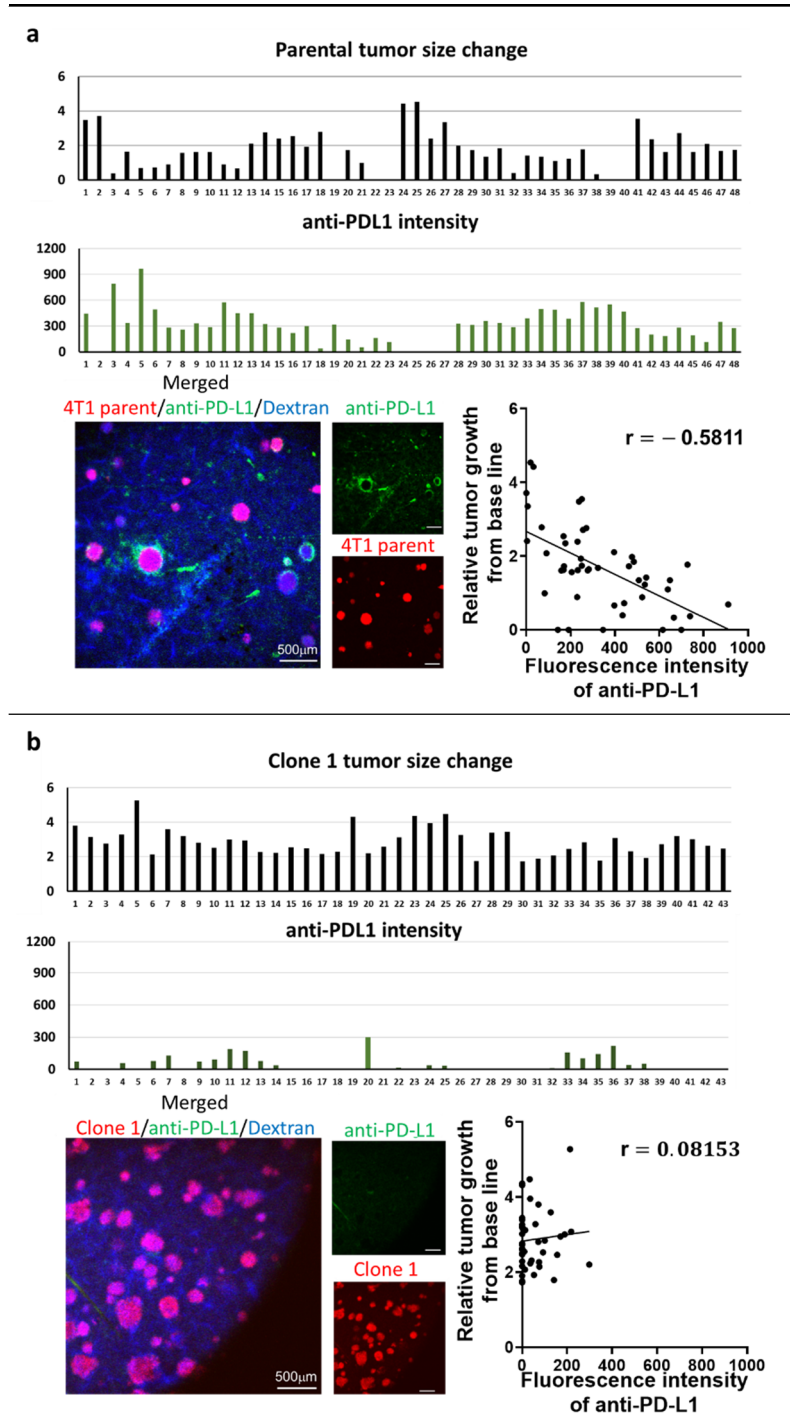 a
Parental tumor size change
6
4
2
0
1 2 3 4 5 6 7 8 9 10 11 12 13 14 15 16 17 18 19 20 21 22 23 24 25 26 27 28 29 30 31 32 33 34 35 36 37 38 39 40 41 42 43 44 45 46 47 48
anti-PDL1 intensity
1200
900
600
300
0
1 2 3 4 5 6 7 8 9 10 11 12 13 14 15 16 17 18 19 20 21 22 23 24 25 26 27 28 29 30 31 32 33 34 35 36 37 38 39 40 41 42 43 44 45 46 47 48
Merged
4T1 parent/anti-PD-L1/Dextran
500μm
anti-PD-L1
4T1 parent
Relative tumor growth
from base line
6
4
2
0
r = − 0.5811
0 200 400 600 800 1000
Fluorescence intensity
of anti-PD-L1
b
Clone 1 tumor size change
6
4
2
0
1 2 3 4 5 6 7 8 9 10 11 12 13 14 15 16 17 18 19 20 21 22 23 24 25 26 27 28 29 30 31 32 33 34 35 36 37 38 39 40 41 42 43
anti-PDL1 intensity
1200
900
600
300
0
1 2 3 4 5 6 7 8 9 10 11 12 13 14 15 16 17 18 19 20 21 22 23 24 25 26 27 28 29 30 31 32 33 34 35 36 37 38 39 40 41 42 43
Merged
Clone 1/anti-PD-L1/Dextran
500μm
anti-PD-L1
Clone 1
Relative tumor growth
from base line
6
4
2
0
r = 0.08153
0 200 400 600 800 1000
Fluorescence intensity
of anti-PD-L1